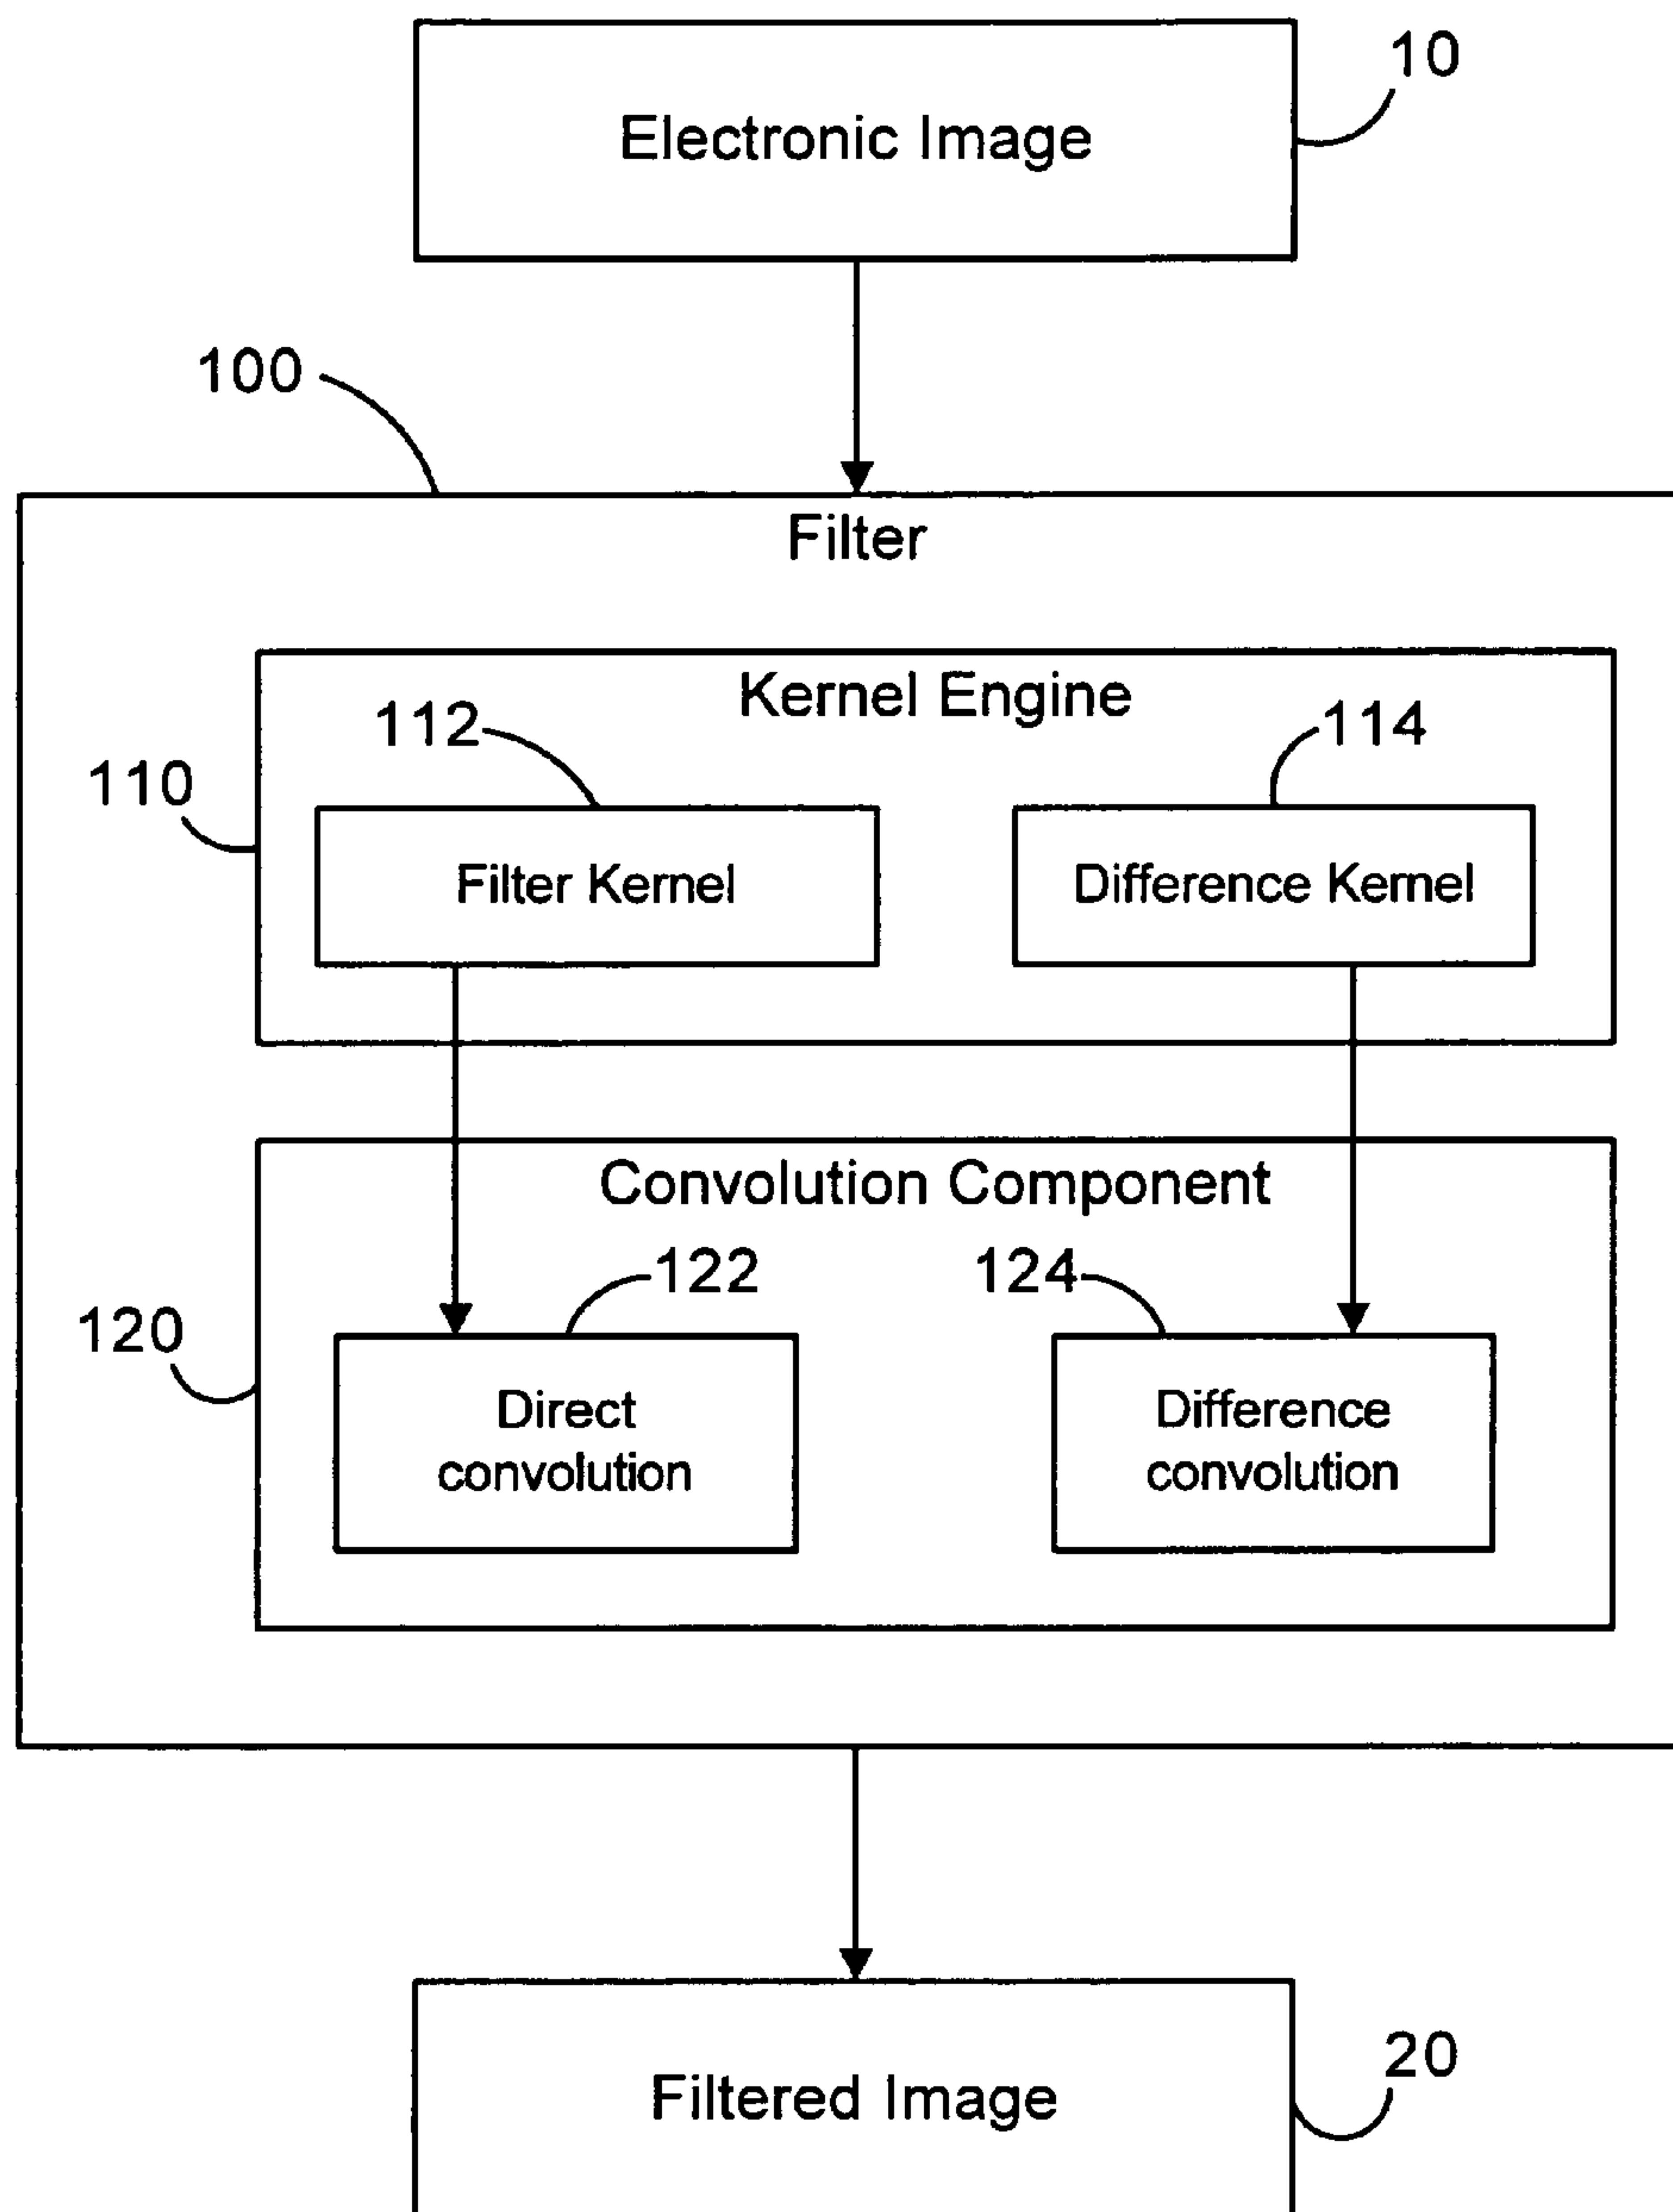 10
Electronic Image
100
Filter
Kernel Engine
112
114
110
Filter Kernel
Difference Kernel
Convolution Component
122
124
120
Direct
convolution
Difference
convolution
20
Filtered Image